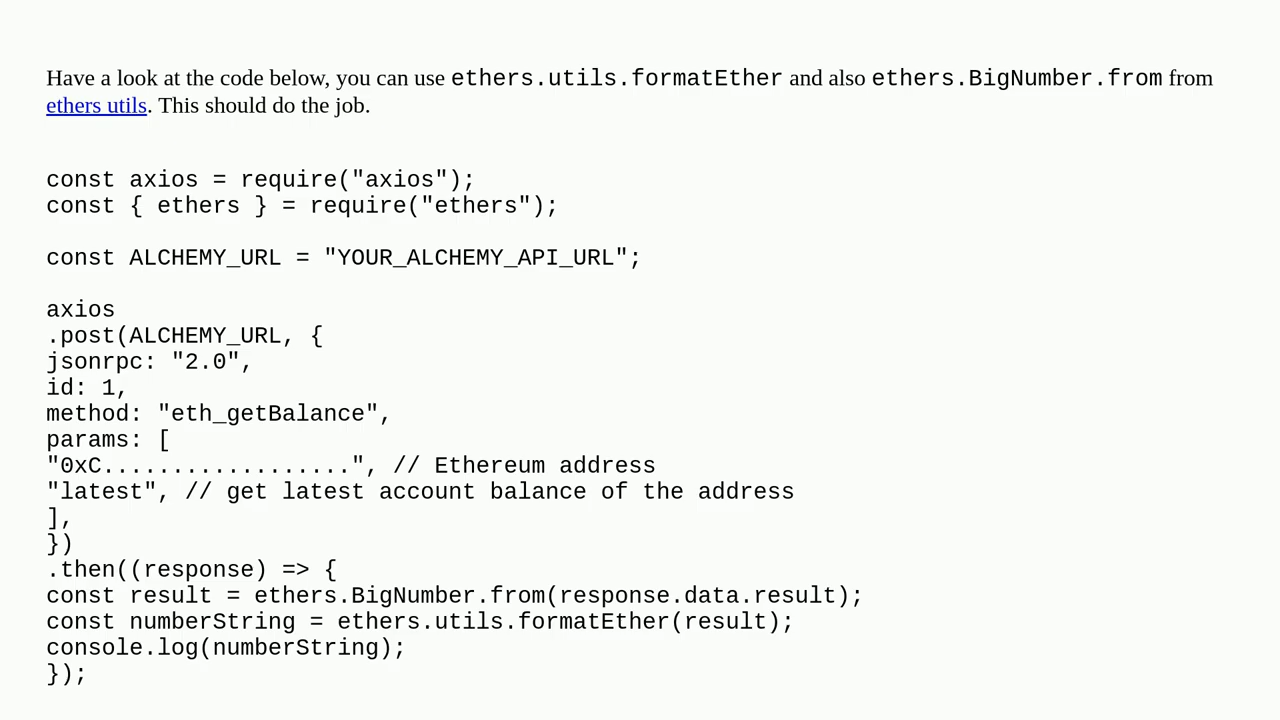 Have a look at the code below, you can use ethers.utils.formatEther and also ethers.BigNumber.from from
ethers utils. This should do the job.
const axios = require("axios");
const { ethers } = require("ethers");
const ALCHEMY_URL = "YOUR_ALCHEMY_API_URL";
axios
.post(ALCHEMY_URL, {
jsonrpc: "2.0",
id: 1,
method: "eth_getBalance",
params: [
"0xC..................", // Ethereum address
"latest", // get latest account balance of the address
],
})
.then((response) => {
const result = ethers.BigNumber.from(response.data.result);
const numberString = ethers.utils.formatEther(result);
console.log(numberString);
});